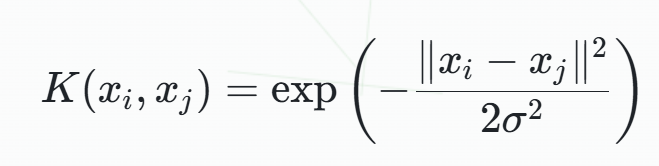 K(x_i, x_j) = exp(−‖x_i − x_j‖² / 2σ²)